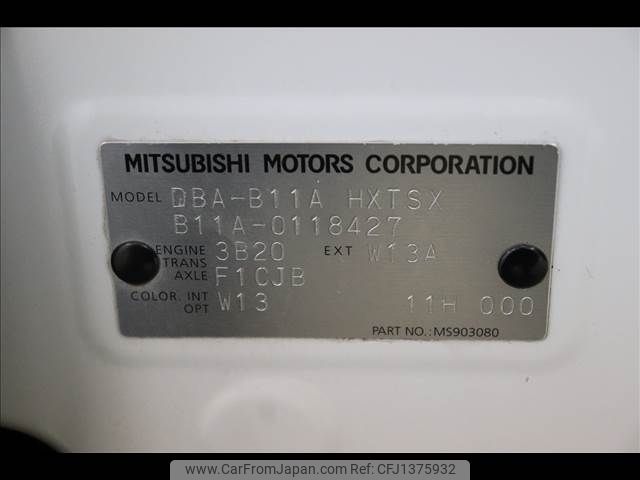 MITSUBISHI MOTORS CORPORATION
MODEL DBA-B11A HXTSX
B11A-0118427
ENGINE 3B20 EXT W13A
TRANS AXLE F1CJB
COLOR. INT W13
OPT 11H 000
PART NO.: MS903080
www.CarFromJapan.com CFJ1375932